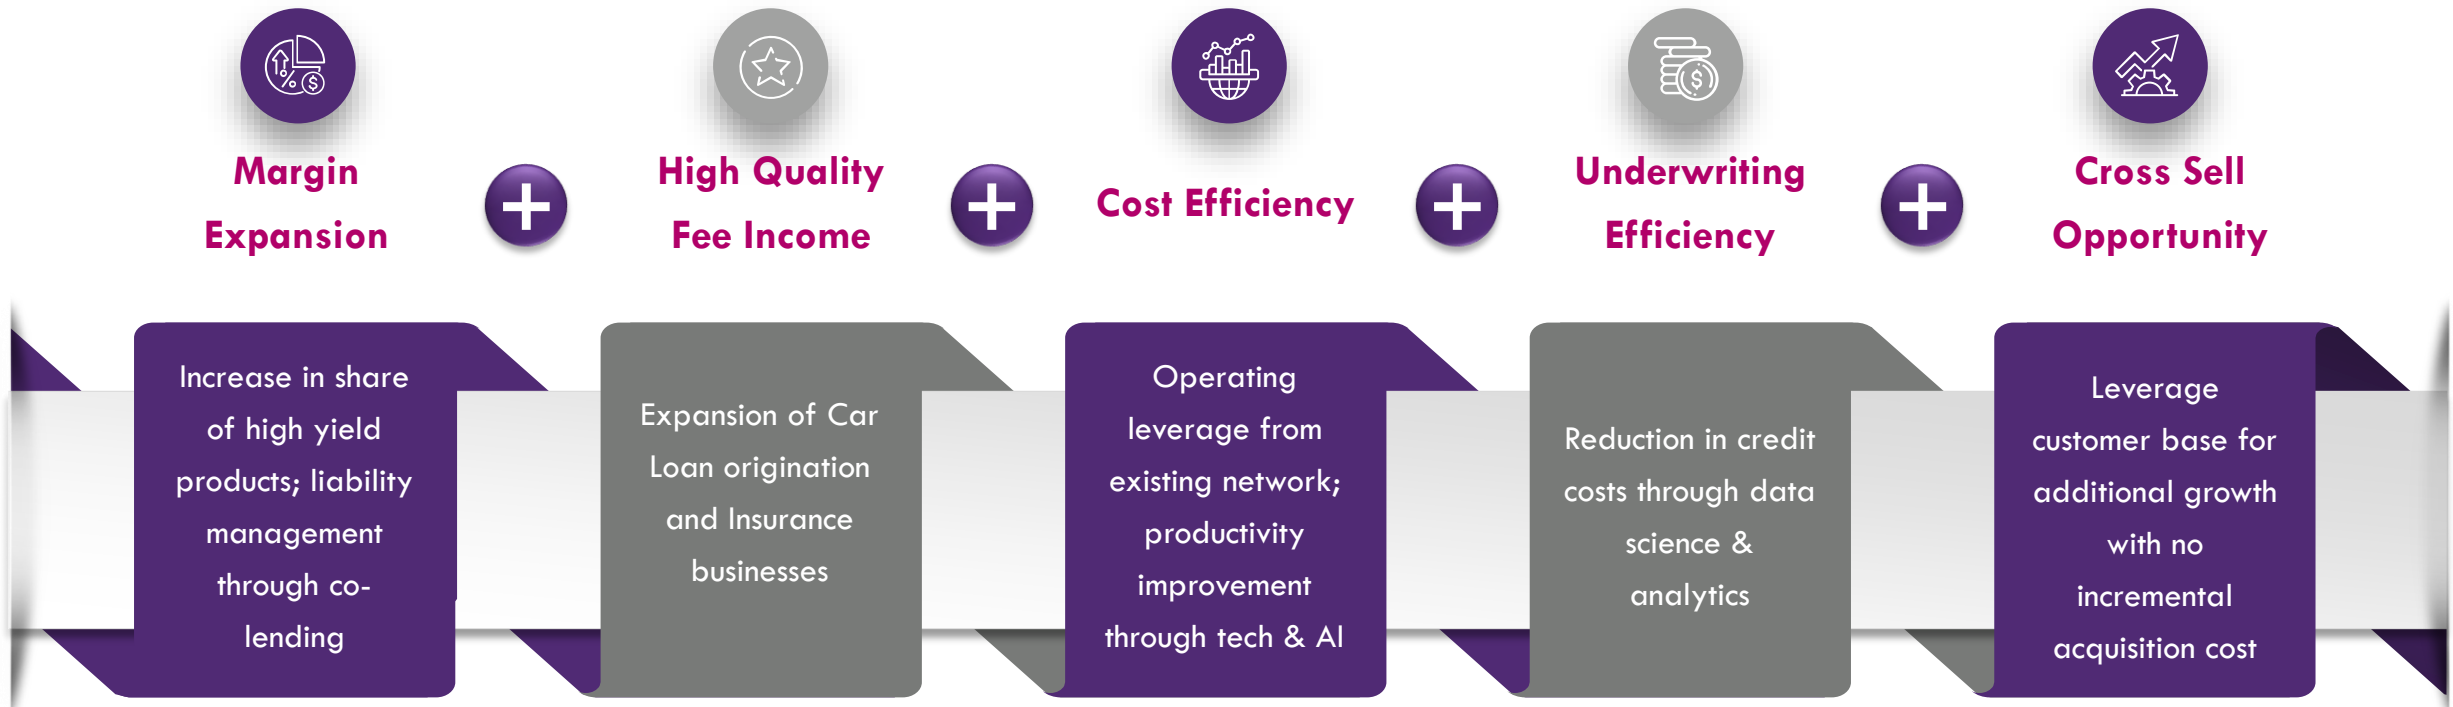 Margin
Expansion
High Quality
Fee Income
Cost Efficiency
Underwriting
Efficiency
Cross Sell
Opportunity
Increase in share
of high yield
products; liability
management
through co-
lending
Expansion of Car
Loan origination
and Insurance
businesses
Operating
leverage from
existing network;
productivity
improvement
through tech & AI
Reduction in credit
costs through data
science &
analytics
Leverage
customer base for
additional growth
with no
incremental
acquisition cost